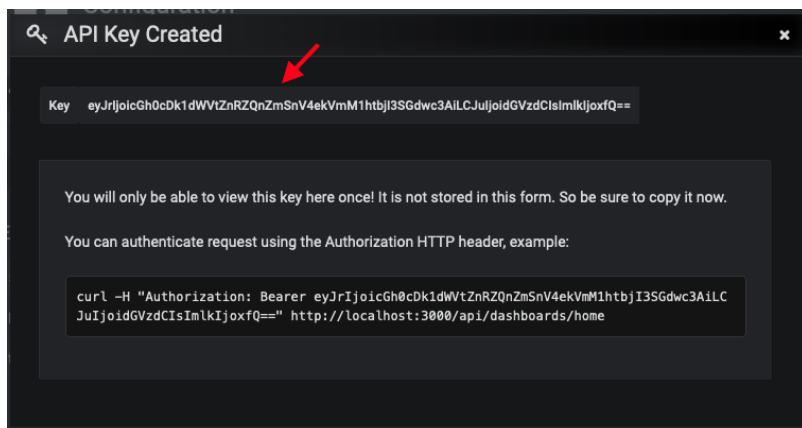 Configuration
API Key Created
Key eyJrIjoicGh0cDk1dWVtZnRZQnZmSnV4ekVmM1htbjI3SGdwc3AiLCJuIjoidGVzdCIsImlkIjoxfQ==
You will only be able to view this key here once! It is not stored in this form. So be sure to copy it now.
You can authenticate request using the Authorization HTTP header, example:
curl -H "Authorization: Bearer eyJrIjoicGh0cDk1dWVtZnRZQnZmSnV4ekVmM1htbjI3SGdwc3AiLC
JuIjoidGVzdCIsImlkIjoxfQ==" http://localhost:3000/api/dashboards/home